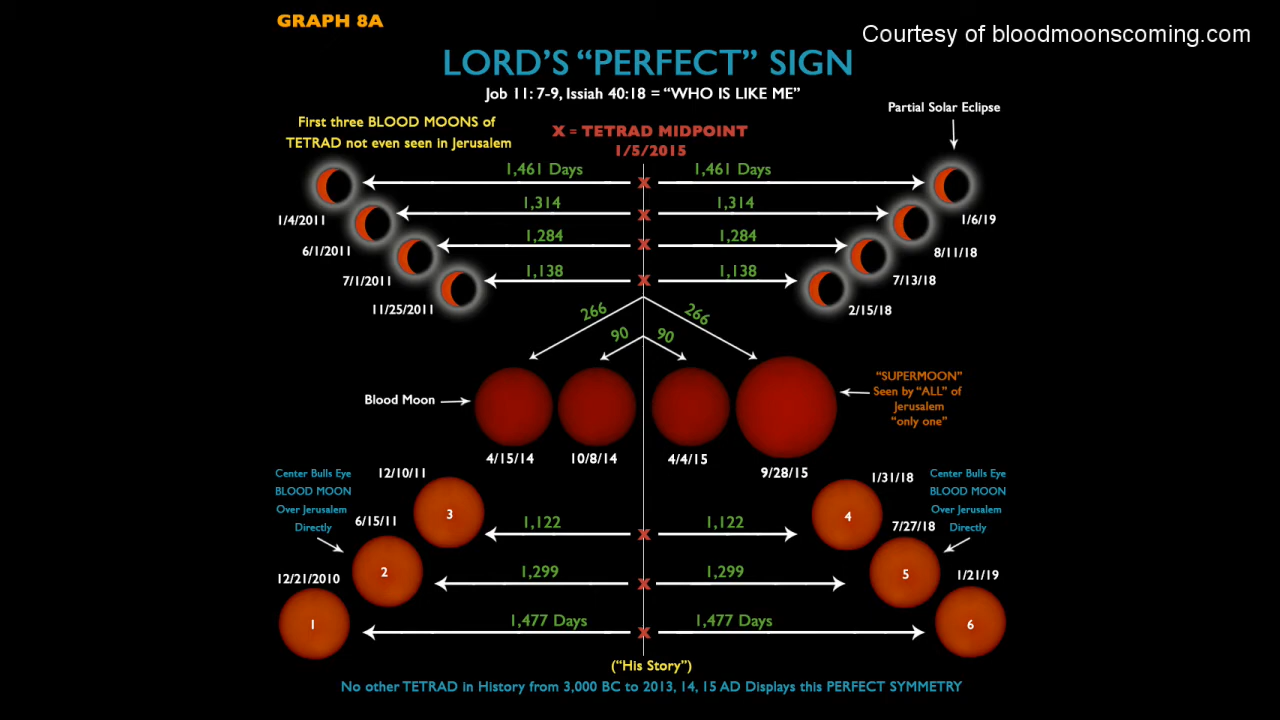 GRAPH 8A
Courtesy of bloodmoonscoming.com
LORD'S “PERFECT” SIGN
Job 11: 7-9, Issiah 40:18 = “WHO IS LIKE ME”
Partial Solar Eclipse
First three BLOOD MOONS of
TETRAD not even seen in Jerusalem
X = TETRAD MIDPOINT
1/5/2015
1,461 Days
X
1,461 Days
1/4/2011
1,314
X
1,314
1/6/19
6/1/2011
1,284
X
1,284
8/11/18
7/1/2011
1,138
X
1,138
7/13/18
11/25/2011
2/15/18
266
266
90
90
Blood Moon
“SUPERMOON”
Seen by “ALL” of
Jerusalem
“only one”
4/15/14
10/8/14
4/4/15
9/28/15
Center Bulls Eye
BLOOD MOON
Over Jerusalem
Directly
12/10/11
3
1/31/18
4
Center Bulls Eye
BLOOD MOON
Over Jerusalem
Directly
1,122
X
1,122
6/15/11
2
7/27/18
5
1,299
X
1,299
12/21/2010
1
1/21/19
6
1,477 Days
X
1,477 Days
(“His Story”)
No other TETRAD in History from 3,000 BC to 2013, 14, 15 AD Displays this PERFECT SYMMETRY